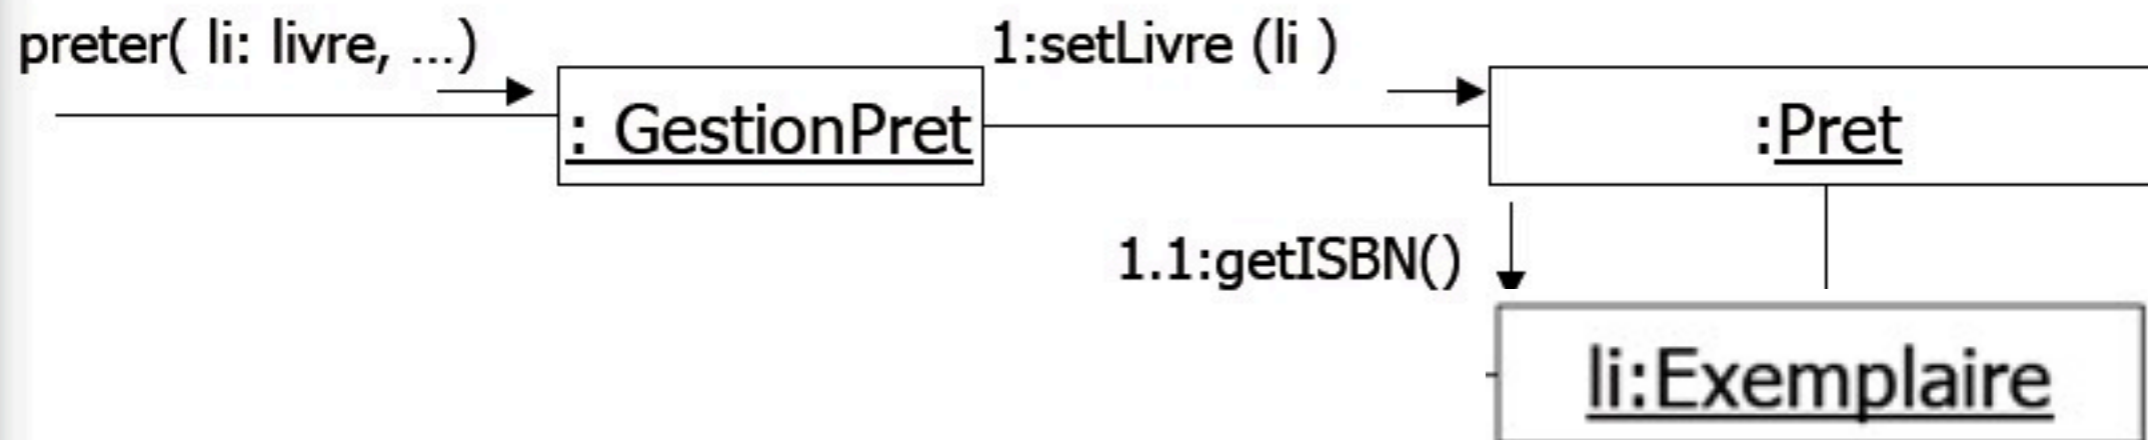 preter( li: livre, ...)
1:setLivre (li )
: GestionPret
:Pret
1.1:getISBN()
li:Exemplaire